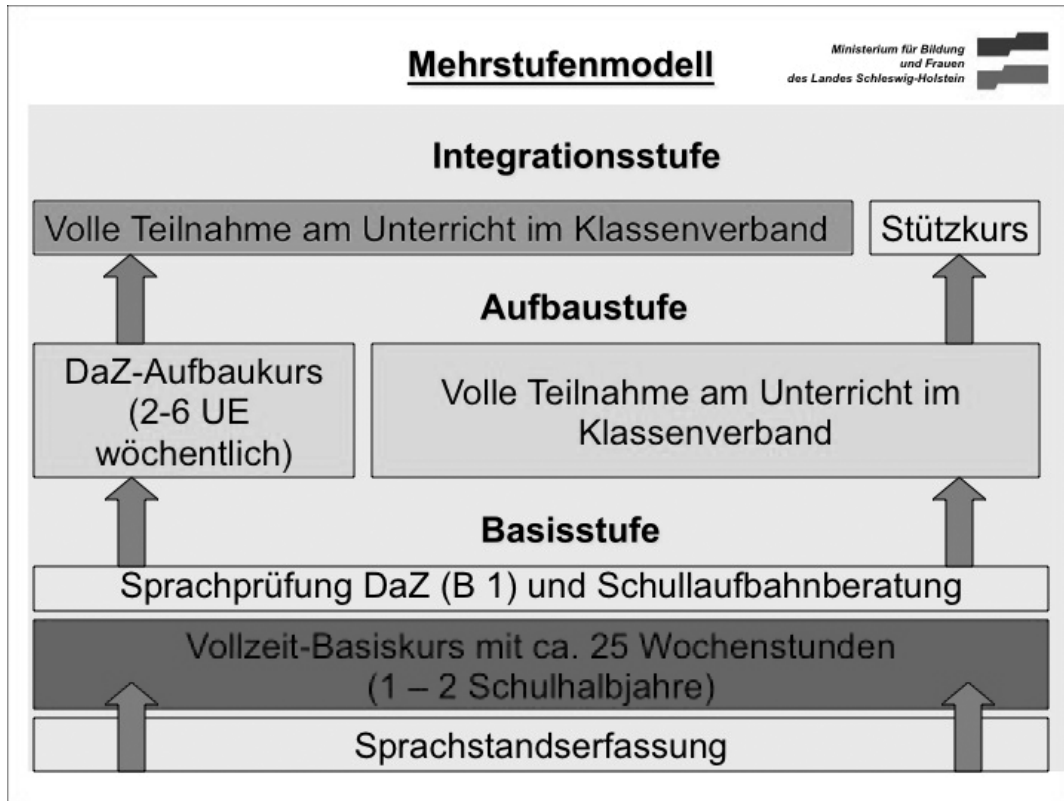 Mehrstufenmodell
Ministerium für Bildung
und Frauen
des Landes Schleswig-Holstein
Integrationsstufe
Volle Teilnahme am Unterricht im Klassenverband
Stützkurs
Aufbaustufe
DaZ-Aufbaukurs
(2-6 UE
wöchentlich)
Volle Teilnahme am Unterricht im
Klassenverband
Basisstufe
Sprachprüfung DaZ (B 1) und Schullaufbahnberatung
Vollzeit-Basiskurs mit ca. 25 Wochenstunden
(1 – 2 Schulhalbjahre)
Sprachstandserfassung